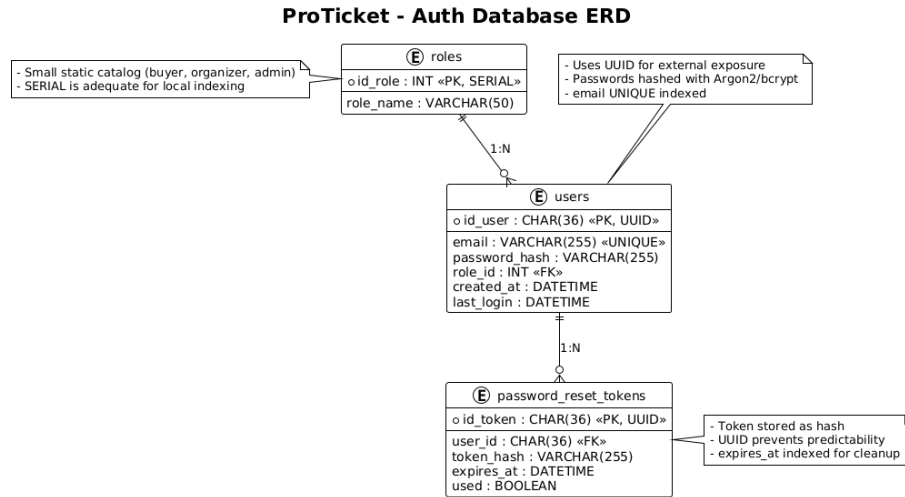 ProTicket - Auth Database ERD
- Small static catalog (buyer, organizer, admin)
- SERIAL is adequate for local indexing
E roles
id_role : INT «PK, SERIAL»
role_name : VARCHAR(50)
- Uses UUID for external exposure
- Passwords hashed with Argon2/bcrypt
- email UNIQUE indexed
1:N
E users
id_user : CHAR(36) «PK, UUID»
email : VARCHAR(255) «UNIQUE»
password_hash : VARCHAR(255)
role_id : INT «FK»
created_at : DATETIME
last_login : DATETIME
1:N
E password_reset_tokens
id_token : CHAR(36) «PK, UUID»
user_id : CHAR(36) «FK»
token_hash : VARCHAR(255)
expires_at : DATETIME
used : BOOLEAN
- Token stored as hash
- UUID prevents predictability
- expires_at indexed for cleanup